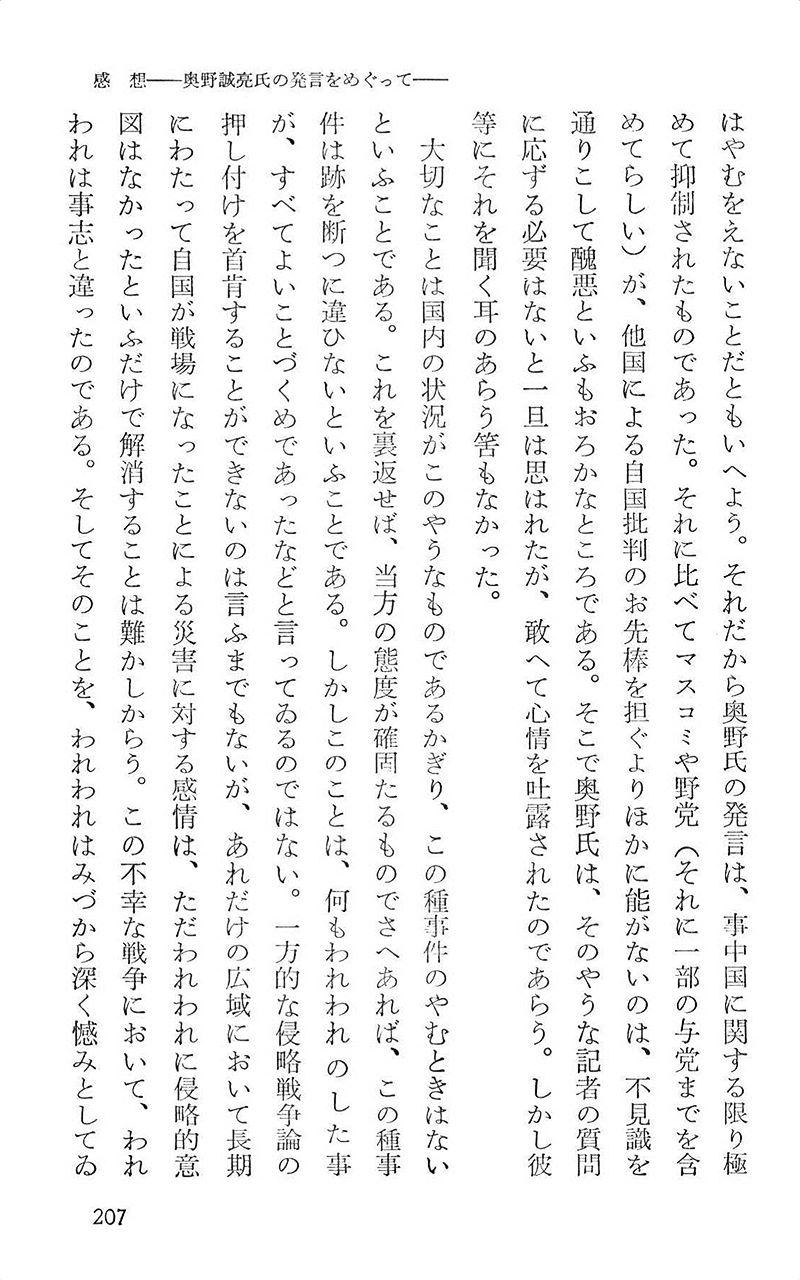 感　想――奥野誠亮氏の発言をめぐって――
はやむをえないことだともいへよう。それだから奥野氏の発言は、事中国に関する限り極
めて抑制されたものであった。それに比べてマスコミや野党（それに一部の与党までを含
めてらしい）が、他国による自国批判のお先棒を担ぐよりほかに能がないのは、不見識を
通りこして醜悪といふもおろかなところである。そこで奥野氏は、そのやうな記者の質問
に応ずる必要はないと一旦は思はれたが、敢へて心情を吐露されたのであらう。しかし彼
等にそれを聞く耳のあらう筈もなかった。
　大切なことは国内の状況がこのやうなものであるかぎり、この種事件のやむときはない
といふことである。これを裏返せば、当方の態度が確固たるものでさへあれば、この種事
件は跡を断つに違ひないといふことである。しかしこのことは、何もわれわれのした事
が、すべてよいことづくめであったなどと言ってゐるのではない。一方的な侵略戦争論の
押し付けを首肯することができないのは言ふまでもないが、あれだけの広域において長期
にわたって自国が戦場になったことによる災害に対する感情は、ただわれわれに侵略的意
図はなかったといふだけで解消することは難かしからう。この不幸な戦争において、われ
われは事志と違ったのである。そしてそのことを、われわれはみづから深く憾みとしてゐ
207